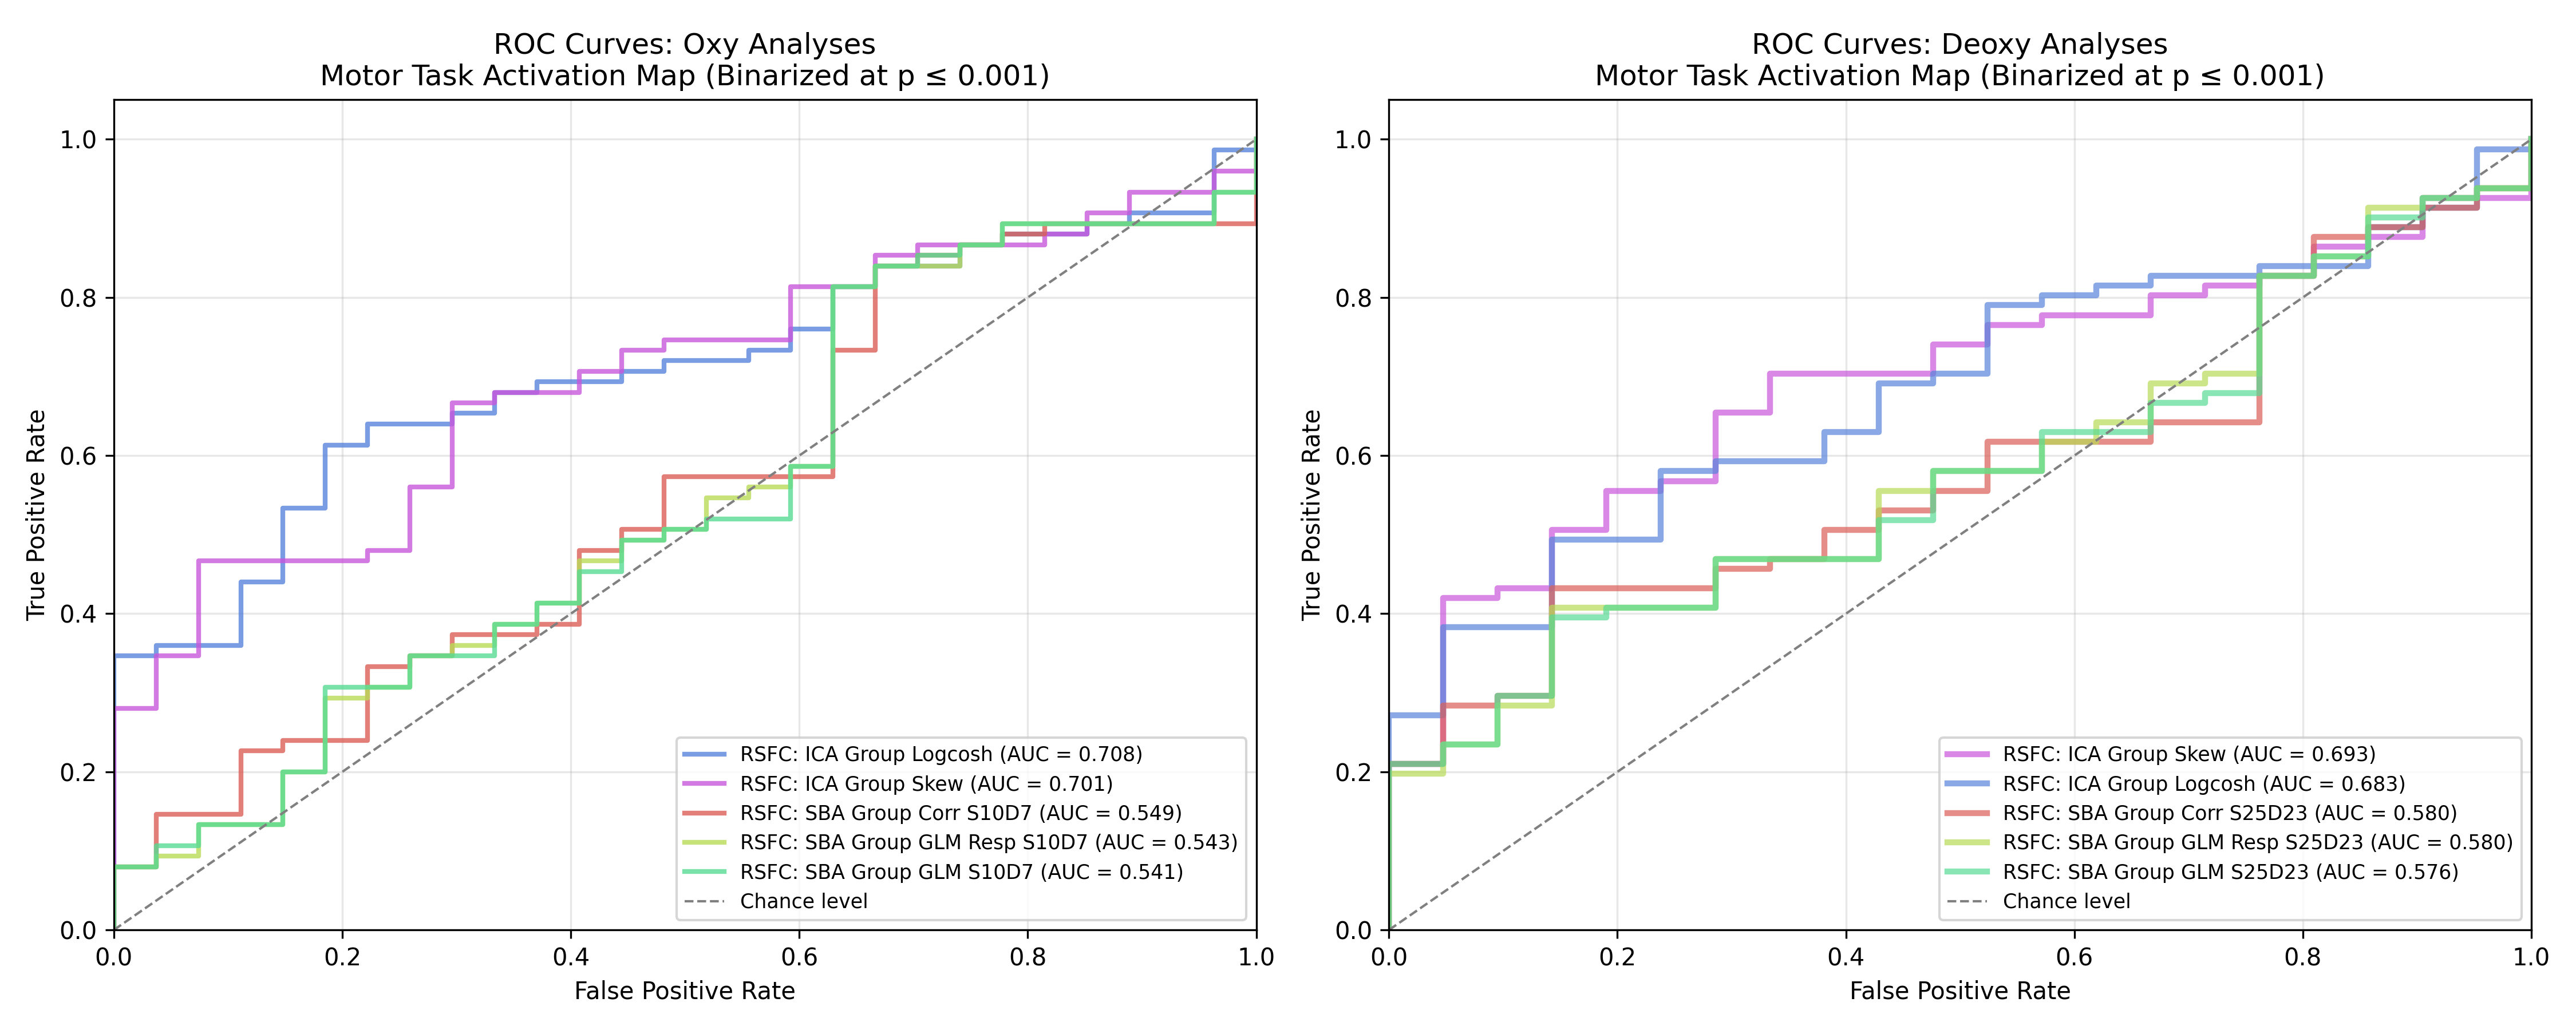 ROC Curves: Oxy Analyses
Motor Task Activation Map (Binarized at p ≤ 0.001)
True Positive Rate
1.0
0.8
0.6
0.4
0.2
0.0
RSFC: ICA Group Logcosh (AUC = 0.708)
RSFC: ICA Group Skew (AUC = 0.701)
RSFC: SBA Group Corr S10D7 (AUC = 0.549)
RSFC: SBA Group GLM Resp S10D7 (AUC = 0.543)
RSFC: SBA Group GLM S10D7 (AUC = 0.541)
Chance level
0.0 0.2 0.4 0.6 0.8 1.0
False Positive Rate
ROC Curves: Deoxy Analyses
Motor Task Activation Map (Binarized at p ≤ 0.001)
True Positive Rate
1.0
0.8
0.6
0.4
0.2
0.0
RSFC: ICA Group Skew (AUC = 0.693)
RSFC: ICA Group Logcosh (AUC = 0.683)
RSFC: SBA Group Corr S25D23 (AUC = 0.580)
RSFC: SBA Group GLM Resp S25D23 (AUC = 0.580)
RSFC: SBA Group GLM S25D23 (AUC = 0.576)
Chance level
0.0 0.2 0.4 0.6 0.8 1.0
False Positive Rate